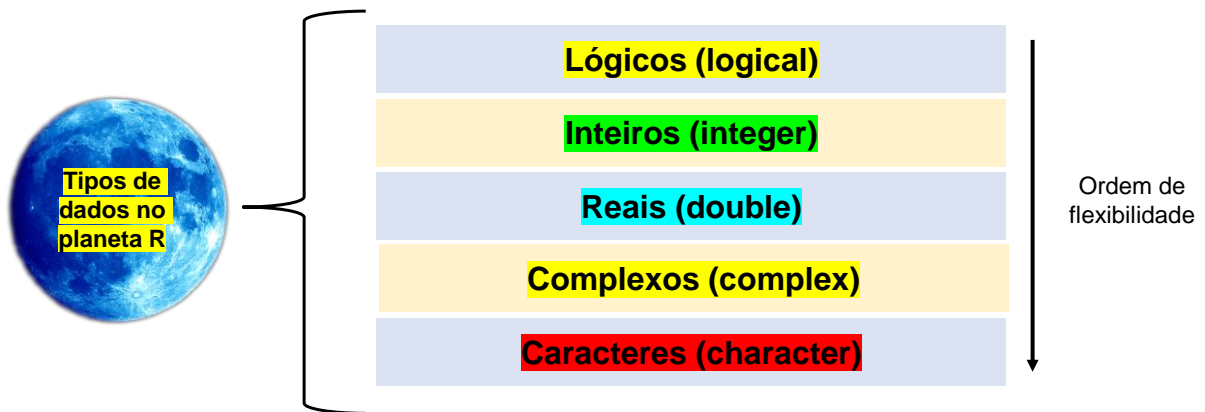 Tipos de
dados no
planeta R
Lógicos (logical)
Inteiros (integer)
Reais (double)
Complexos (complex)
Caracteres (character)
Ordem de
flexibilidade